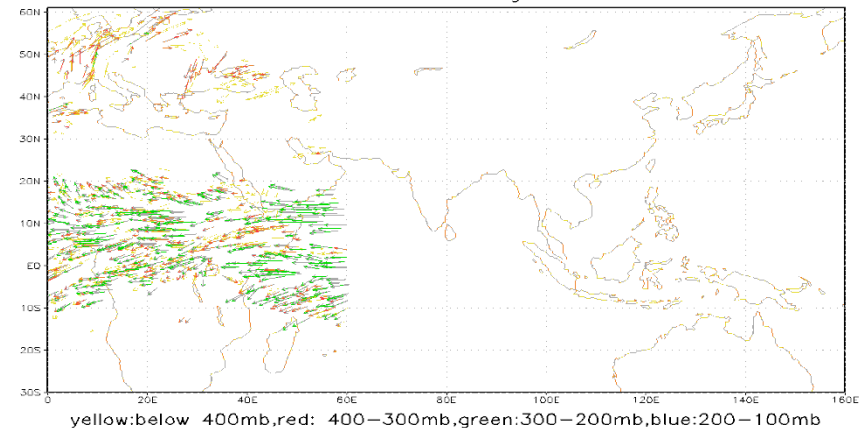 60N
50N
40N
30N
20N
10N
EQ
10S
20S
30S
0 20E 40E 60E 80E 100E 120E 140E 160E
yellow:below 400mb,red: 400-300mb,green:300-200mb,blue:200-100mb